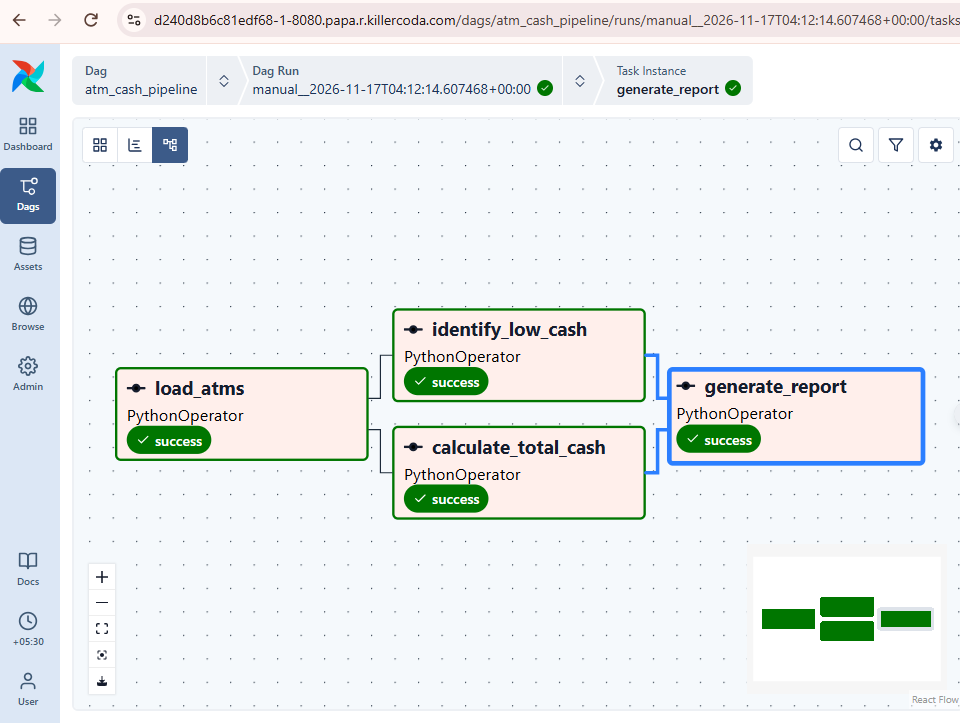 d240d8b6c81edf68-1-8080.papa.r.killercoda.com/dags/atm_cash_pipeline/runs/manual__2026-11-17T04:12:14.607468+00:00/tasks
Dag
atm_cash_pipeline
Dag Run
manual__2026-11-17T04:12:14.607468+00:00
Task Instance
generate_report
Dashboard
Dags
Assets
Browse
Admin
Docs
+05:30
User
load_atms
PythonOperator
success
identify_low_cash
PythonOperator
success
calculate_total_cash
PythonOperator
success
generate_report
PythonOperator
success
React Flow